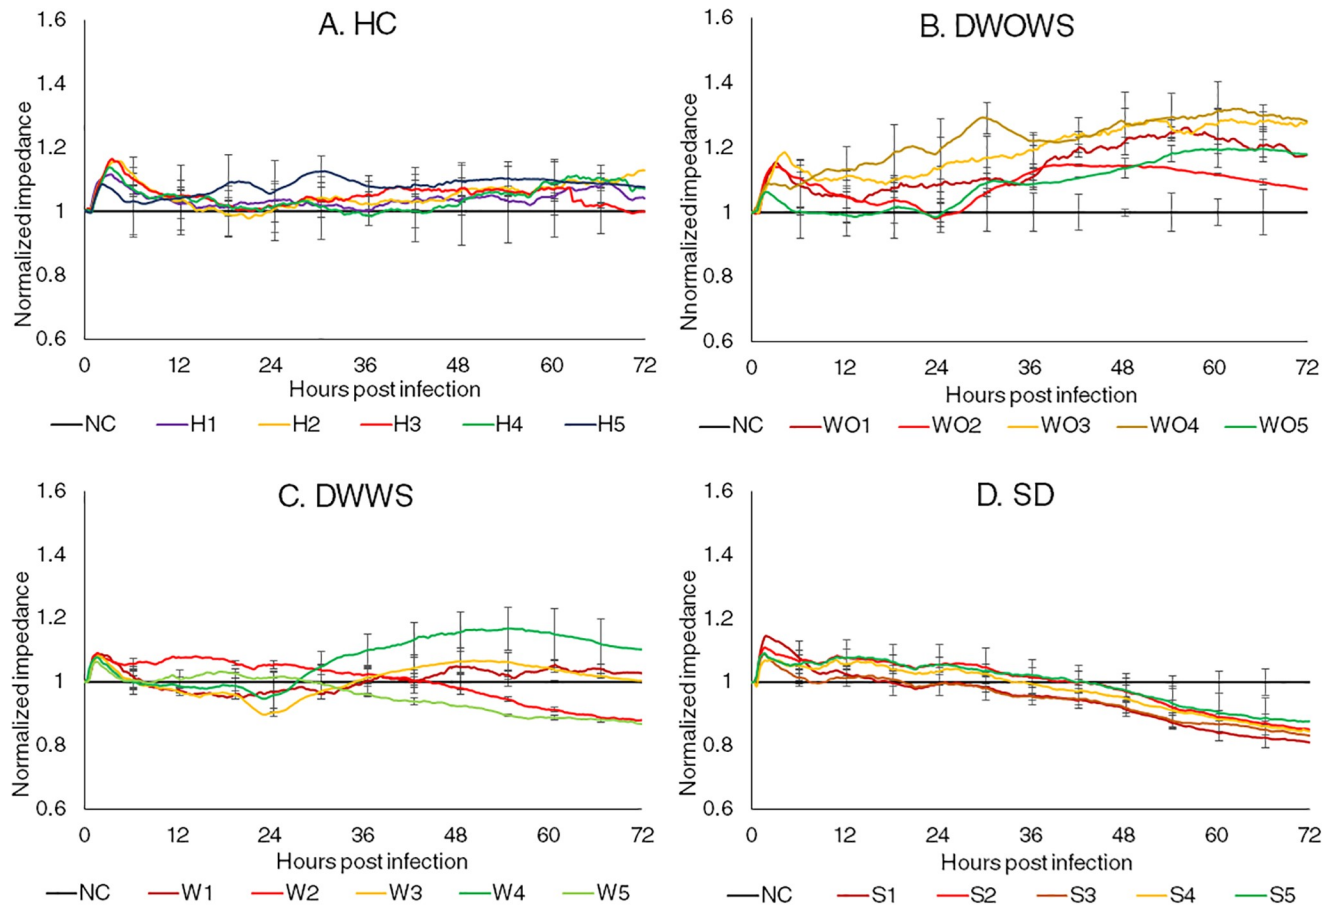 A. HC
Normalized impedance
1.6
1.4
1.2
1
0.8
0.6
0 12 24 36 48 60 72
Hours post infection
NC H1 H2 H3 H4 H5
B. DWOWS
Nnormalized impedance
1.6
1.4
1.2
1
0.8
0.6
0 12 24 36 48 60 72
Hours post infection
NC WO1 WO2 WO3 WO4 WO5
C. DWWS
Normalized impedance
1.6
1.4
1.2
1
0.8
0.6
0 12 24 36 48 60 72
Hours post infection
NC W1 W2 W3 W4 W5
D. SD
Normalized impedance
1.6
1.4
1.2
1
0.8
0.6
0 12 24 36 48 60 72
Hours post infection
NC S1 S2 S3 S4 S5